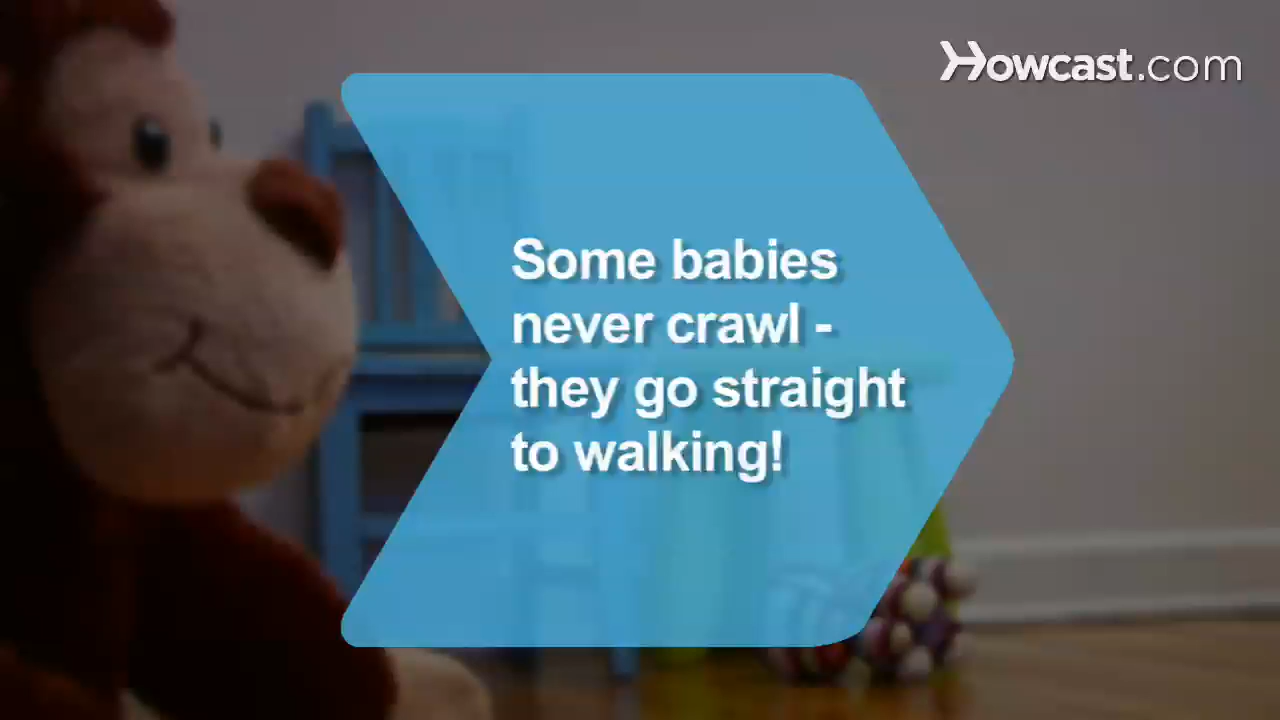 Howcast.com
Some babies
never crawl -
they go straight
to walking!